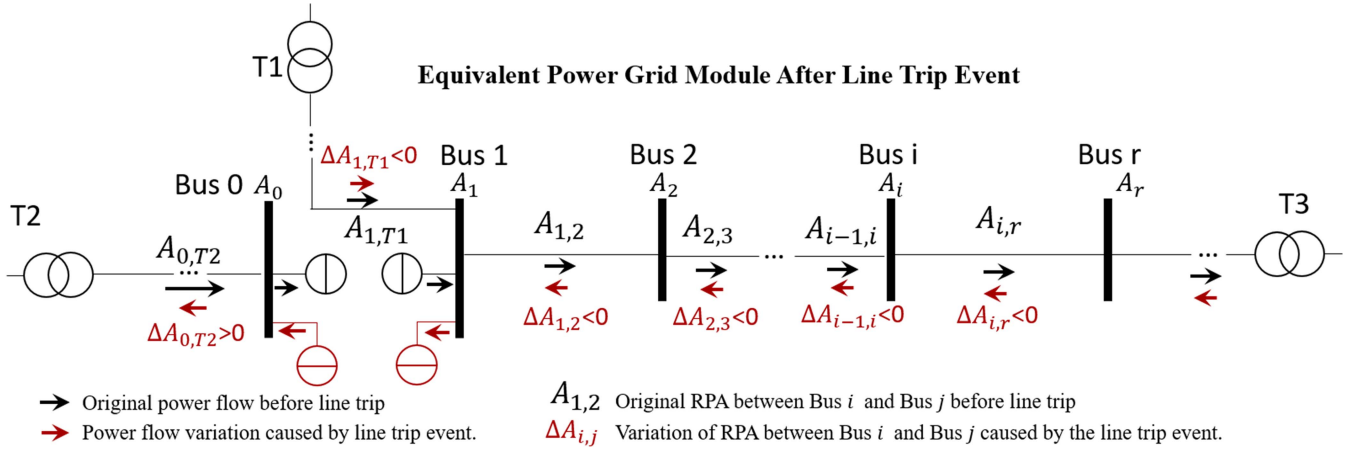 Equivalent Power Grid Module After Line Trip Event
T1
ΔA₁,T1<0
Bus 0 A₀
Bus 1
A₁
Bus 2
A₂
Bus i
Aᵢ
Bus r
Aᵣ
T2
T3
A₀,T2
...
A₁,T1
A₁,₂
A₂,₃
...
Aᵢ₋₁,ᵢ
Aᵢ,ᵣ
...
ΔA₀,T2>0
ΔA₁,₂<0
ΔA₂,₃<0
ΔAᵢ₋₁,ᵢ<0
ΔAᵢ,ᵣ<0
Original power flow before line trip
A₁,₂ Original RPA between Bus i and Bus j before line trip
Power flow variation caused by line trip event.
ΔAᵢ,ⱼ Variation of RPA between Bus i and Bus j caused by the line trip event.